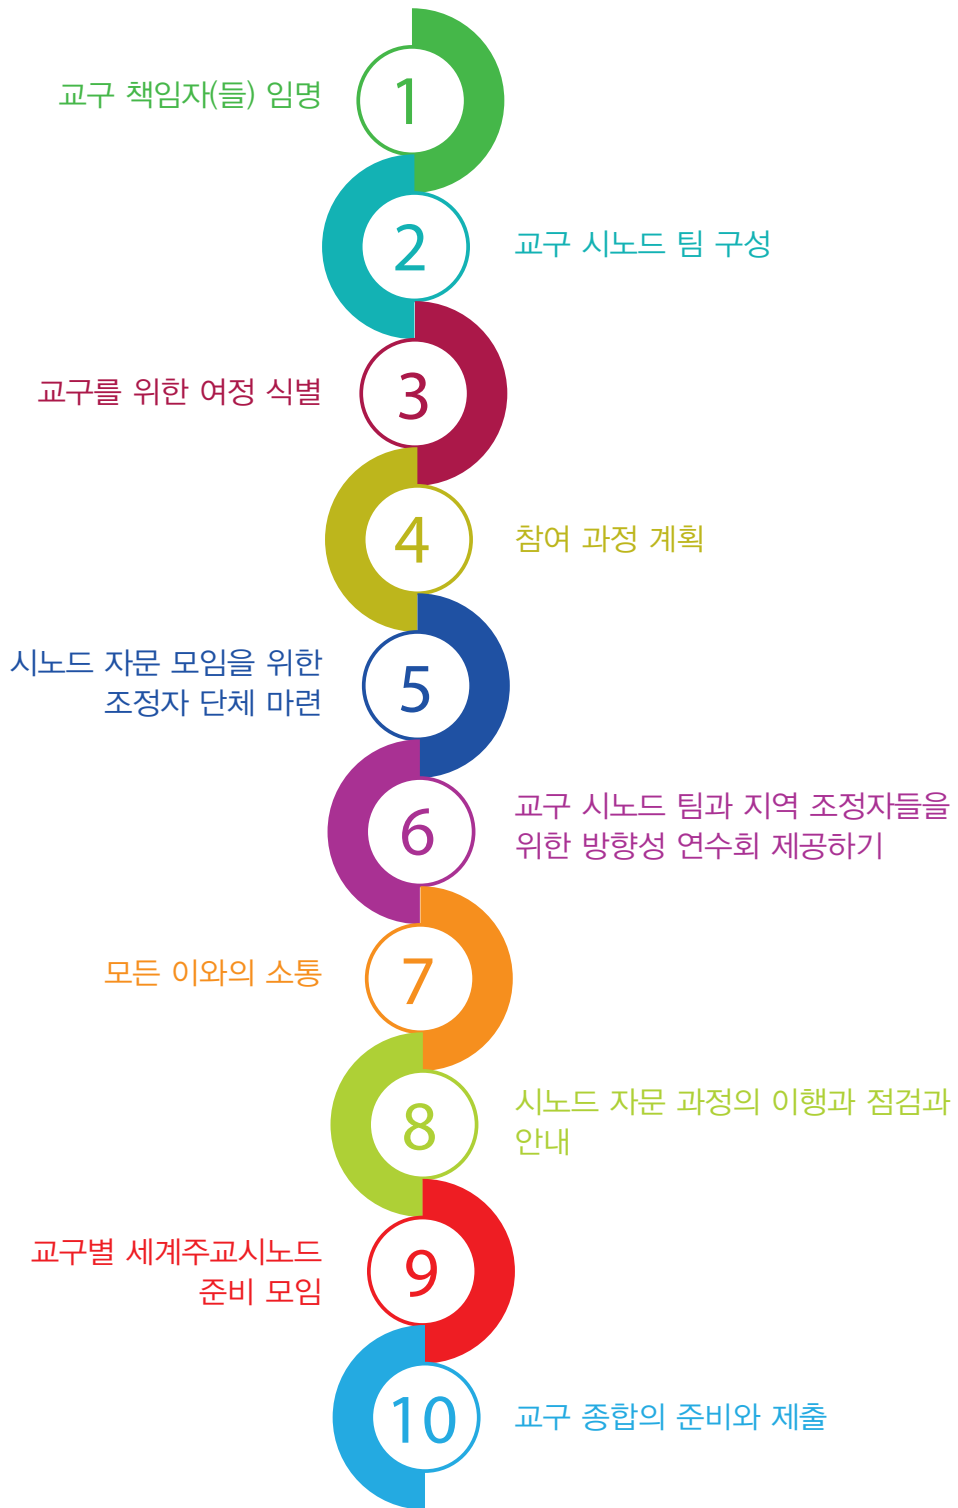 1
교구 책임자(들) 임명
2
교구 시노드 팀 구성
3
교구를 위한 여정 식별
4
참여 과정 계획
5
시노드 자문 모임을 위한
조정자 단체 마련
6
교구 시노드 팀과 지역 조정자들을
위한 방향성 연수회 제공하기
7
모든 이와의 소통
8
시노드 자문 과정의 이행과 점검과
안내
9
교구별 세계주교시노드
준비 모임
10
교구 종합의 준비와 제출